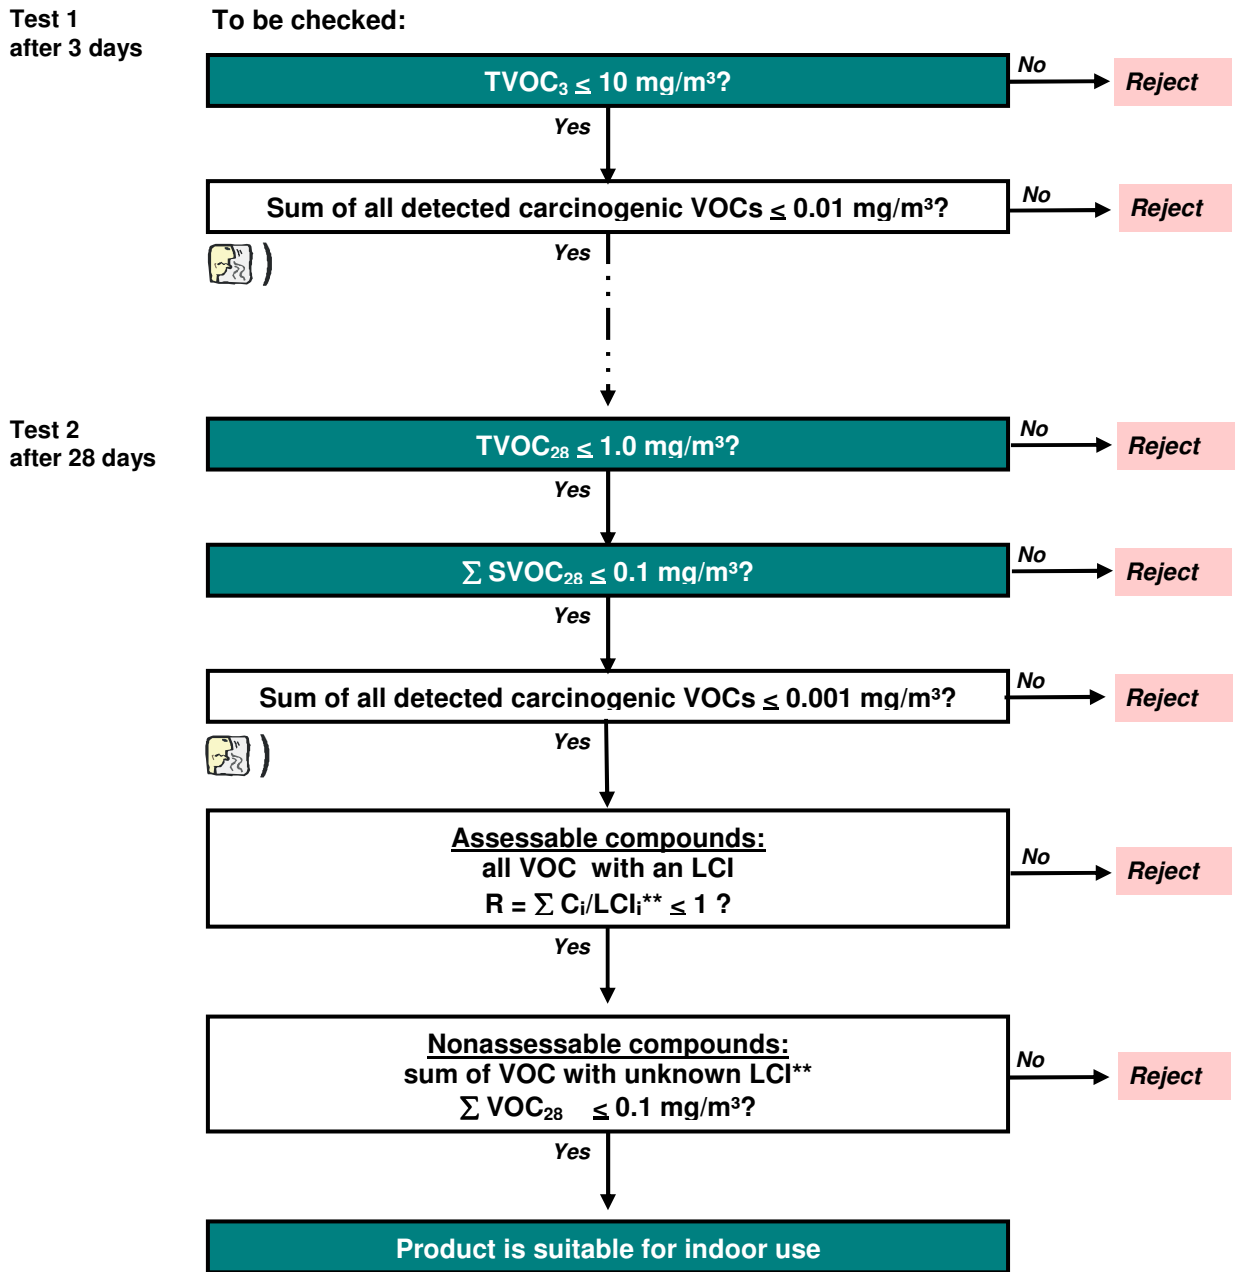 Test 1
after 3 days
To be checked:
TVOC₃ ≤ 10 mg/m³?
No
Reject
Yes
Sum of all detected carcinogenic VOCs ≤ 0.01 mg/m³?
No
Reject
Yes
)
Test 2
after 28 days
TVOC₂₈ ≤ 1.0 mg/m³?
No
Reject
Yes
Σ SVOC₂₈ ≤ 0.1 mg/m³?
No
Reject
Yes
Sum of all detected carcinogenic VOCs ≤ 0.001 mg/m³?
No
Reject
Yes
)
Assessable compounds:
all VOC with an LCI
R = Σ Cᵢ/LCIᵢ** ≤ 1 ?
No
Reject
Yes
Nonassessable compounds:
sum of VOC with unknown LCI**
Σ VOC₂₈ ≤ 0.1 mg/m³?
No
Reject
Yes
Product is suitable for indoor use